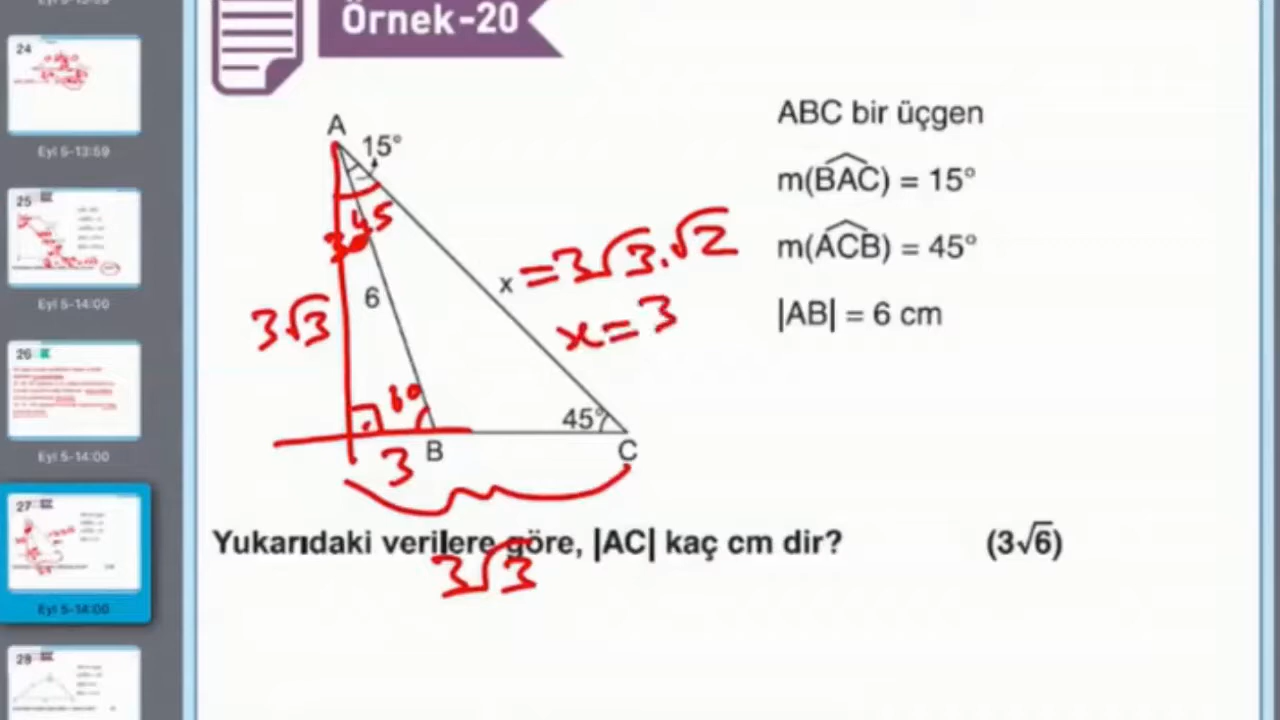 Örnek-20
24
Eyl 5-13:59
25
Eyl 5-14:00
26
Eyl 5-14:00
27
Eyl 5-14:00
28
A
15°
45
30
6
3√3
x = 3√3.√2
x = 3
60
45°
3
B
C
ABC bir üçgen
m(BAC) = 15°
m(ACB) = 45°
|AB| = 6 cm
Yukarıdaki verilere göre, |AC| kaç cm dir? (3√6)
3√3